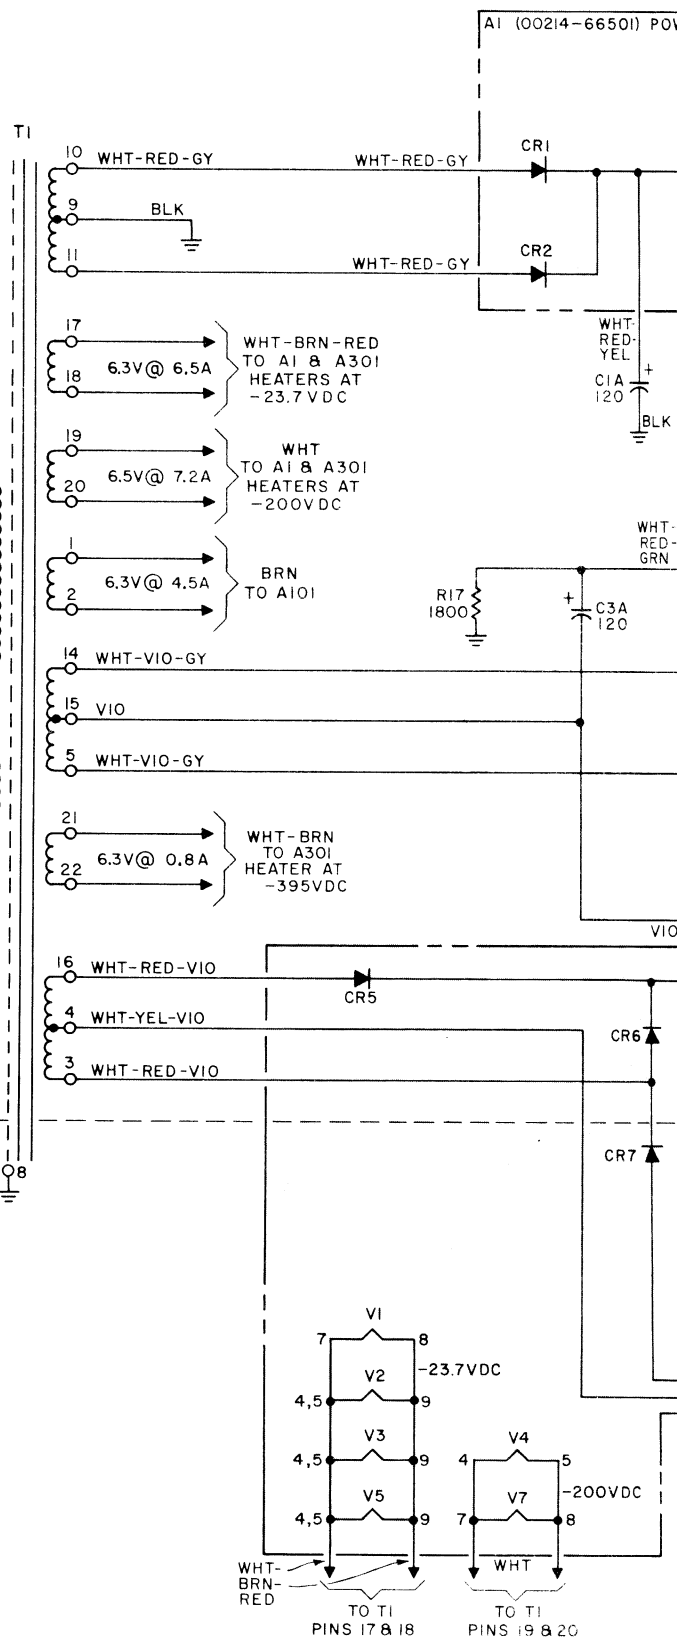 A1 (00214-66501) POW
T1
10 WHT-RED-GY WHT-RED-GY CR1
9 BLK
11 WHT-RED-GY CR2
WHT-
RED-
YEL
+
C1A
120
BLK
17
6.3V@ 6.5A
18
WHT-BRN-RED
TO A1 & A301
HEATERS AT
-23.7VDC
19
6.5V@ 7.2A
20
WHT
TO A1 & A301
HEATERS AT
-200VDC
1
6.3V@ 4.5A
2
BRN
TO A101
WHT-
RED-
GRN
R17
1800
+
C3A
120
14 WHT-VIO-GY
15 VIO
5 WHT-VIO-GY
21
6.3V@ 0.8A
22
WHT-BRN
TO A301
HEATER AT
-395VDC
VIO
16 WHT-RED-VIO
CR5
4 WHT-YEL-VIO
CR6
3 WHT-RED-VIO
CR7
8
V1
7 8
-23.7VDC
V2
4,5 9
V3
4,5 9
V5
4,5 9
V4
4 5
-200VDC
V7
7 8
WHT-
BRN-
RED
WHT
TO T1
PINS 17 & 18
TO T1
PINS 19 & 20